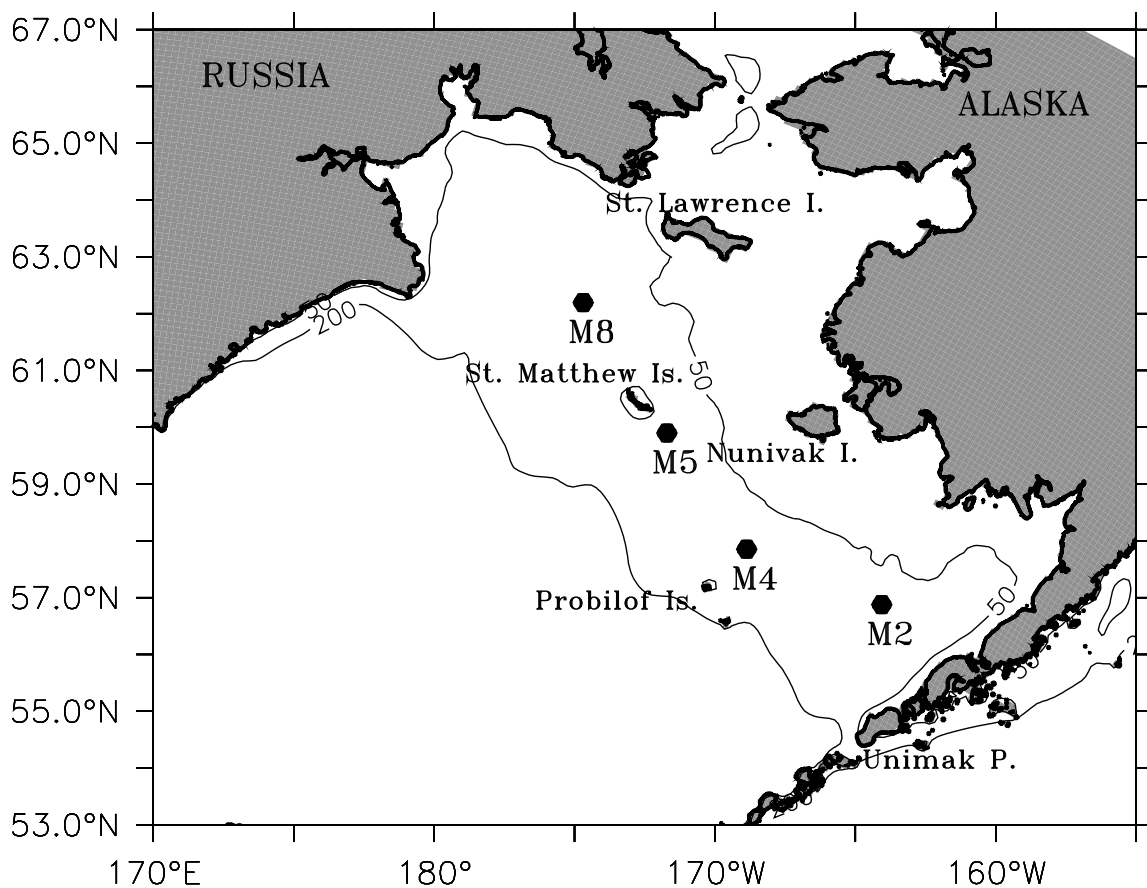 67.0°N
RUSSIA
ALASKA
65.0°N
St. Lawrence I.
63.0°N
50
200
M8
61.0°N
St. Matthew Is.
50
M5
Nunivak I.
59.0°N
M4
57.0°N
Probilof Is.
50
M2
50
55.0°N
Unimak P.
200
53.0°N
170°E
180°
170°W
160°W